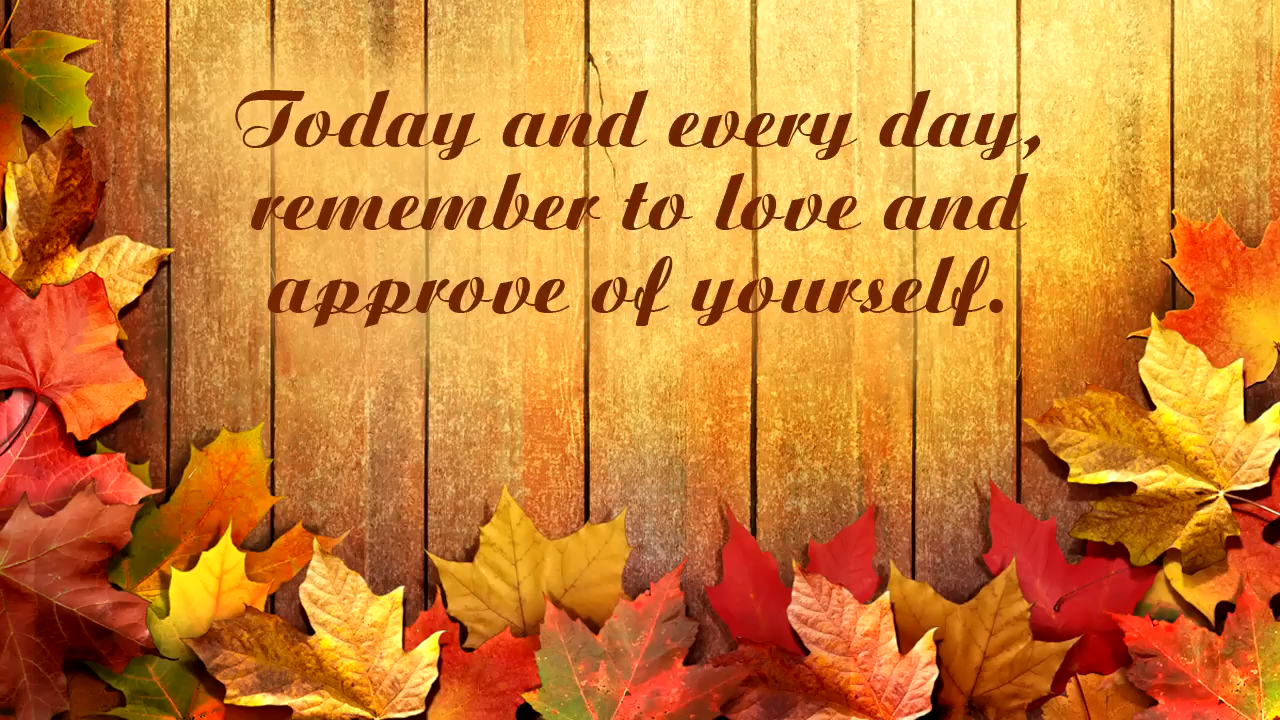 Today and every day,
remember to love and
approve of yourself.